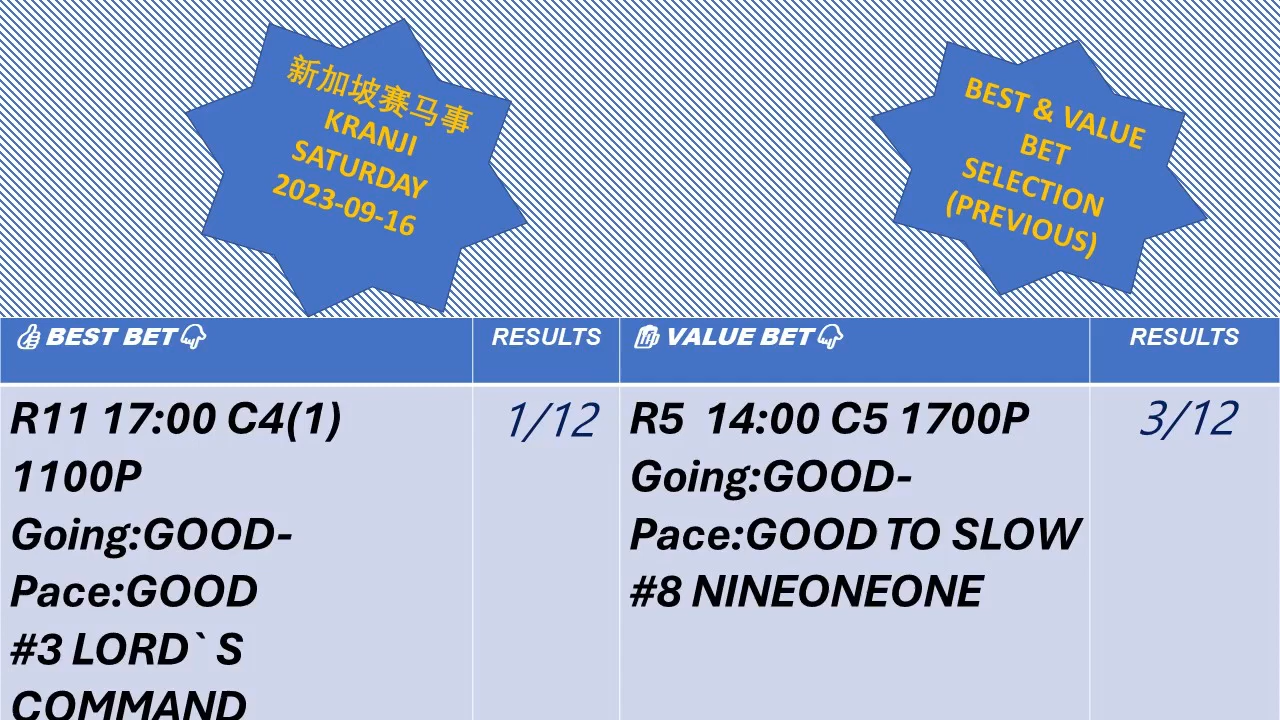 新加坡赛马事
KRANJI
SATURDAY
2023-09-16
BEST & VALUE
BET
SELECTION
(PREVIOUS)
👍 BEST BET👇
RESULTS
🍻 VALUE BET👇
RESULTS
R11 17:00 C4(1)
1100P
Going:GOOD-
Pace:GOOD
#3 LORD`S
COMMAND
1/12
R5 14:00 C5 1700P
Going:GOOD-
Pace:GOOD TO SLOW
#8 NINEONEONE
3/12